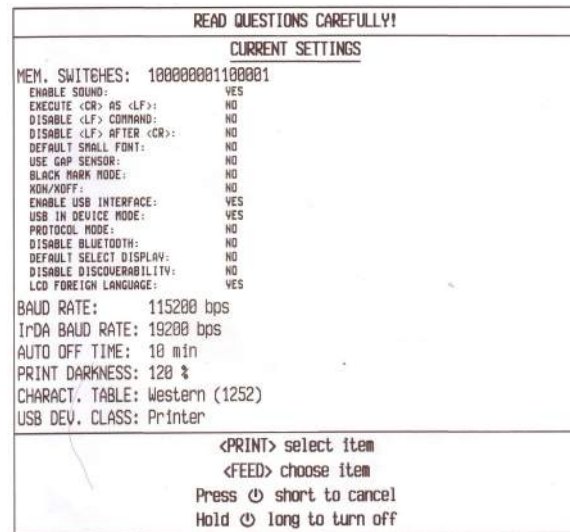 READ QUESTIONS CAREFULLY!
CURRENT SETTINGS
MEM. SWITCHES: 100000001100001
ENABLE SOUND: YES
EXECUTE <CR> AS <LF>: NO
DISABLE <LF> COMMAND: NO
DISABLE <LF> AFTER <CR>: NO
DEFAULT SMALL FONT: NO
USE GAP SENSOR: NO
BLACK MARK MODE: NO
XON/XOFF: NO
ENABLE USB INTERFACE: YES
USB IN DEVICE MODE: YES
PROTOCOL MODE: NO
DISABLE BLUETOOTH: NO
DEFAULT SELECT DISPLAY: NO
DISABLE DISCOVERABILITY: NO
LCD FOREIGN LANGUAGE: YES
BAUD RATE: 115200 bps
IrDA BAUD RATE: 19200 bps
AUTO OFF TIME: 10 min
PRINT DARKNESS: 120 %
CHARACT. TABLE: Western (1252)
USB DEV. CLASS: Printer
<PRINT> select item
<FEED> choose item
Press ⏻ short to cancel
Hold ⏻ long to turn off